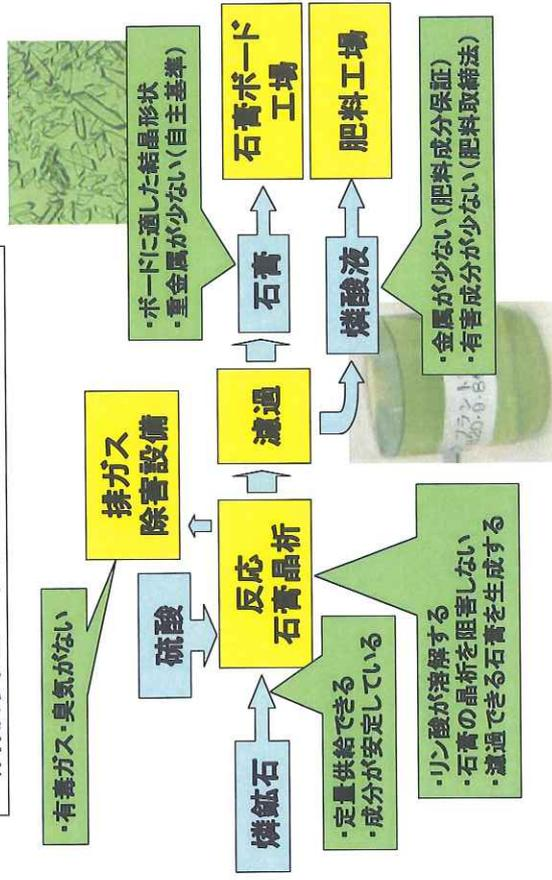 ・有毒ガス・臭気がない
排ガス
除害設備
・ボードに適した結晶形状
・重金属が少ない(自主基準)
硫酸
燐鉱石
反応
石膏晶析
濾過
石膏
石膏ボード
工場
燐酸液
肥料工場
・定量供給できる
・成分が安定している
・リン酸が溶解する
・石膏の晶析を阻害しない
・濾過できる石膏を生成する
・金属が少ない(肥料成分保証)
・有害成分が少ない(肥料取締法)
プラント